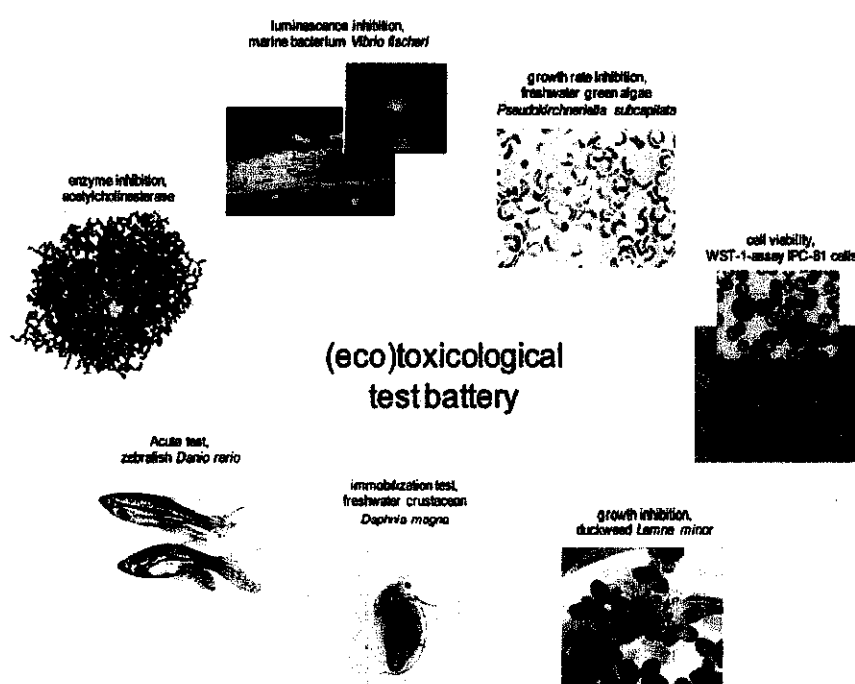 luminescence inhibition,
marine bacterium Vibrio fischeri
growth rate inhibition,
freshwater green algae
Pseudokirchneriella subcapitata
enzyme inhibition,
acetylcholinesterase
cell viability,
WST-1-assay IPC-81 cells
(eco)toxicological
test battery
Acute test,
zebrafish Danio rerio
immobilization test,
freshwater crustacean
Daphnia magna
growth inhibition,
duckweed Lemna minor